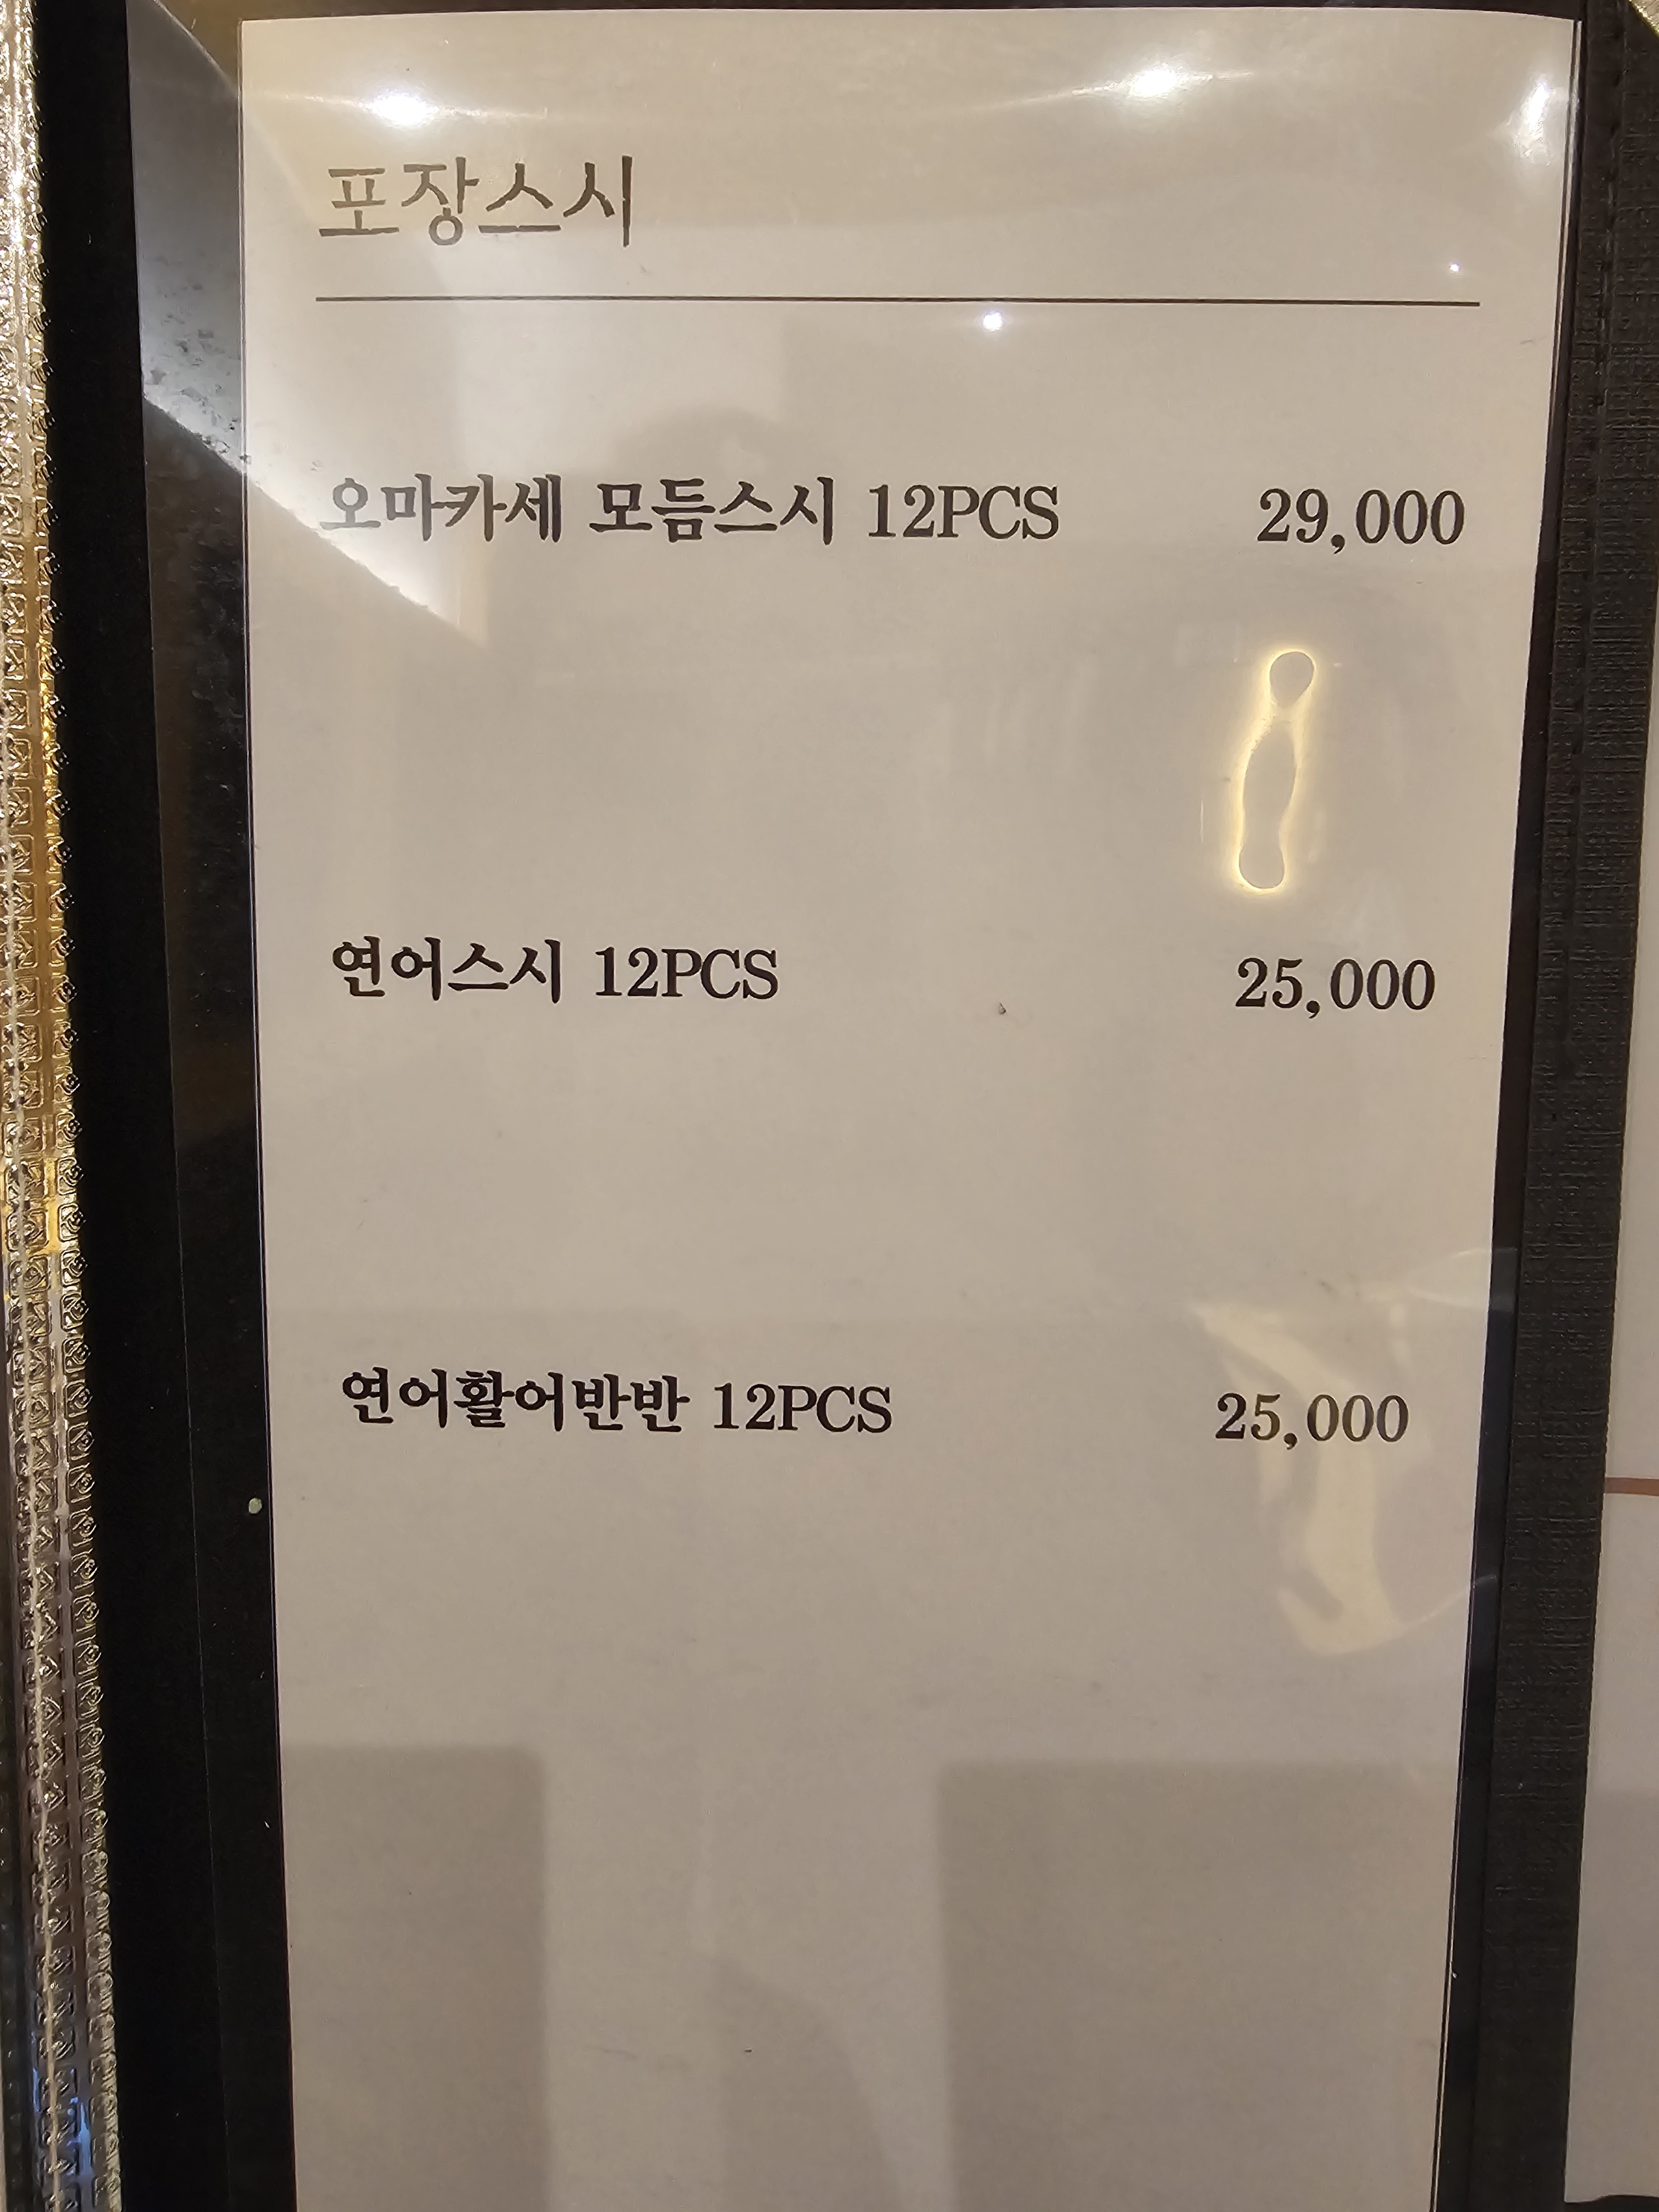 포장스시
오마카세 모듬스시 12PCS 29,000
연어스시 12PCS 25,000
연어활어반반 12PCS 25,000